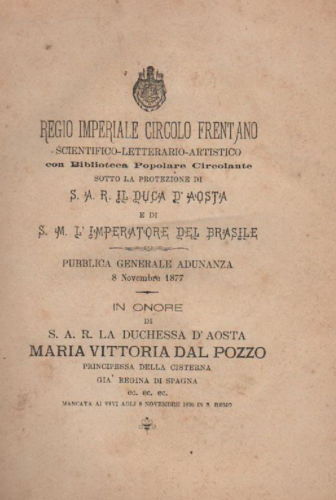 REGIO IMPERIALE CIRCOLO FRENTANO
SCIENTIFICO-LETTERARIO-ARTISTICO
con Biblioteca Popolare Circolante
SOTTO LA PROTEZIONE DI
S. A. R. IL DUCA D'AOSTA
E DI
S. M. L'IMPERATORE DEL BRASILE
PUBBLICA GENERALE ADUNANZA
8 Novembre 1877
IN ONORE
DI
S. A. R. LA DUCHESSA D'AOSTA
MARIA VITTORIA DAL POZZO
PRINCIPESSA DELLA CISTERNA
GIA' REGINA DI SPAGNA
ec. ec. ec.
MANCATA AI VIVI AGLI 8 NOVEMBRE 1876 IN S. REMO